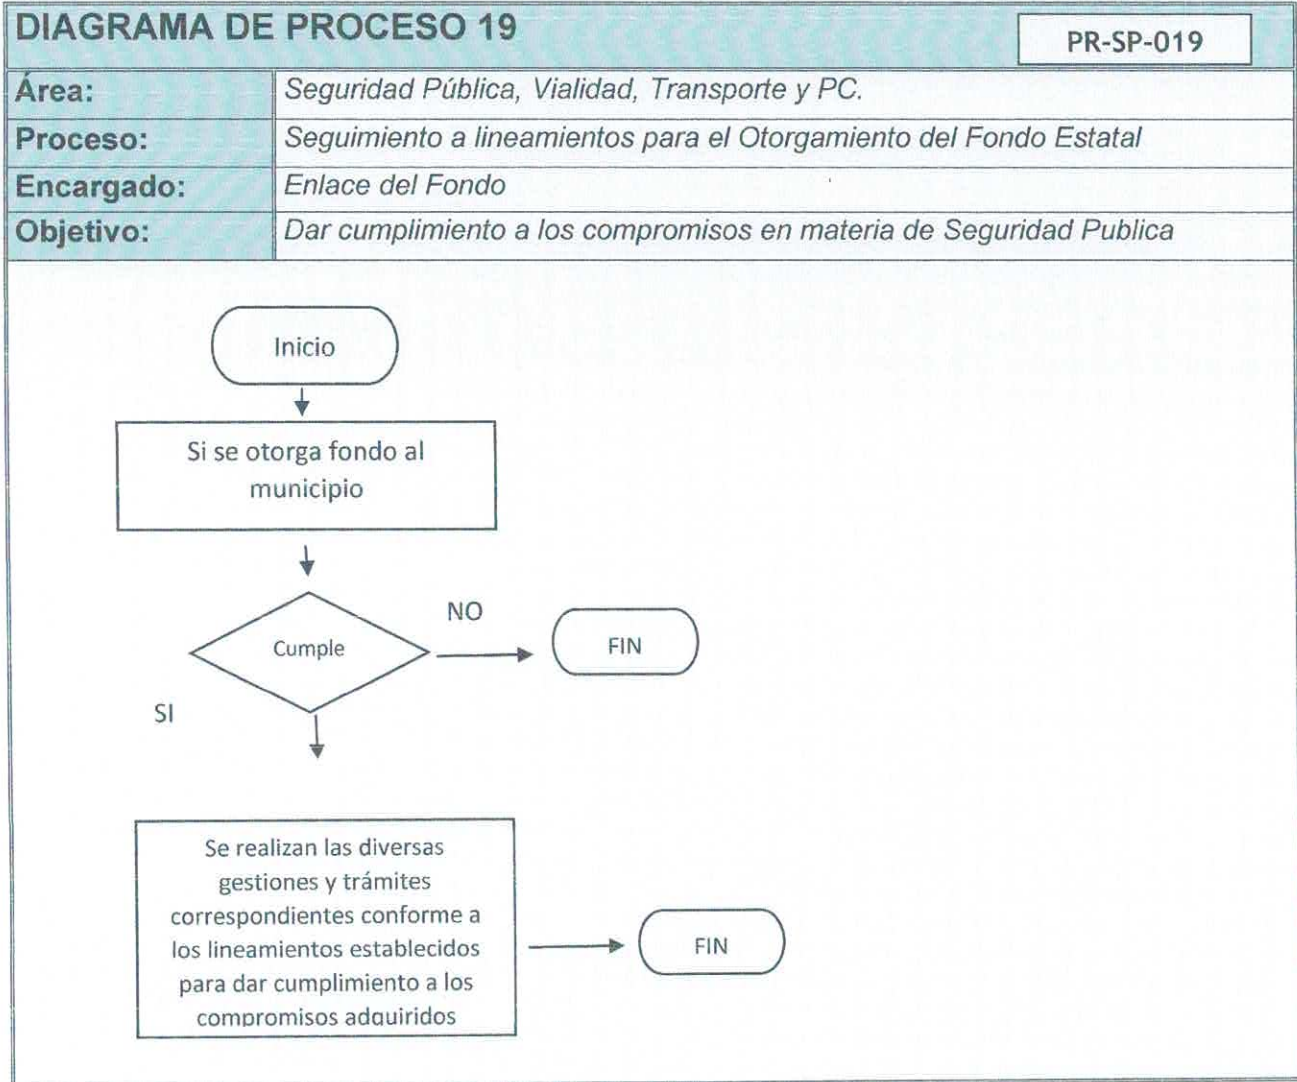 DIAGRAMA DE PROCESO 19
PR-SP-019
Área: Seguridad Pública, Vialidad, Transporte y PC.
Proceso: Seguimiento a lineamientos para el Otorgamiento del Fondo Estatal
Encargado: Enlace del Fondo
Objetivo: Dar cumplimiento a los compromisos en materia de Seguridad Publica
Inicio
Si se otorga fondo al
municipio
NO
Cumple
FIN
SI
Se realizan las diversas
gestiones y trámites
correspondientes conforme a
los lineamientos establecidos
para dar cumplimiento a los
compromisos adquiridos
FIN